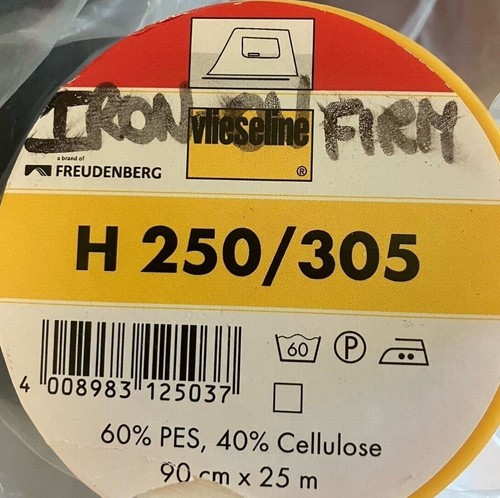 IRON ON FIRM
vlieseline
®
a brand of
FREUDENBERG
H 250/305
60 P
4 008983 125037
60% PES, 40% Cellulose
90 cm x 25 m